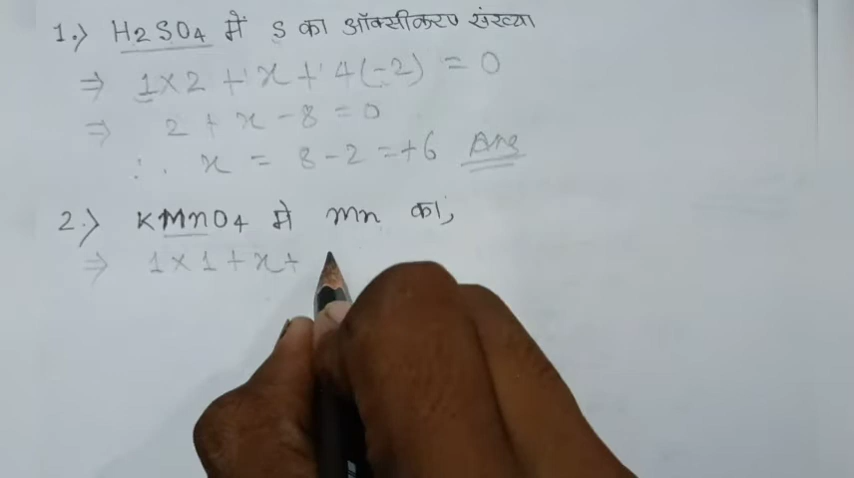 1.) H2SO4 में S का ऑक्सीकरण संख्या
⇒ 1×2 + x + 4(-2) = 0
⇒ 2 + x - 8 = 0
∴ x = 8 - 2 = +6 Ans
2.) KMnO4 मे Mn का,
⇒ 1×1 + x +